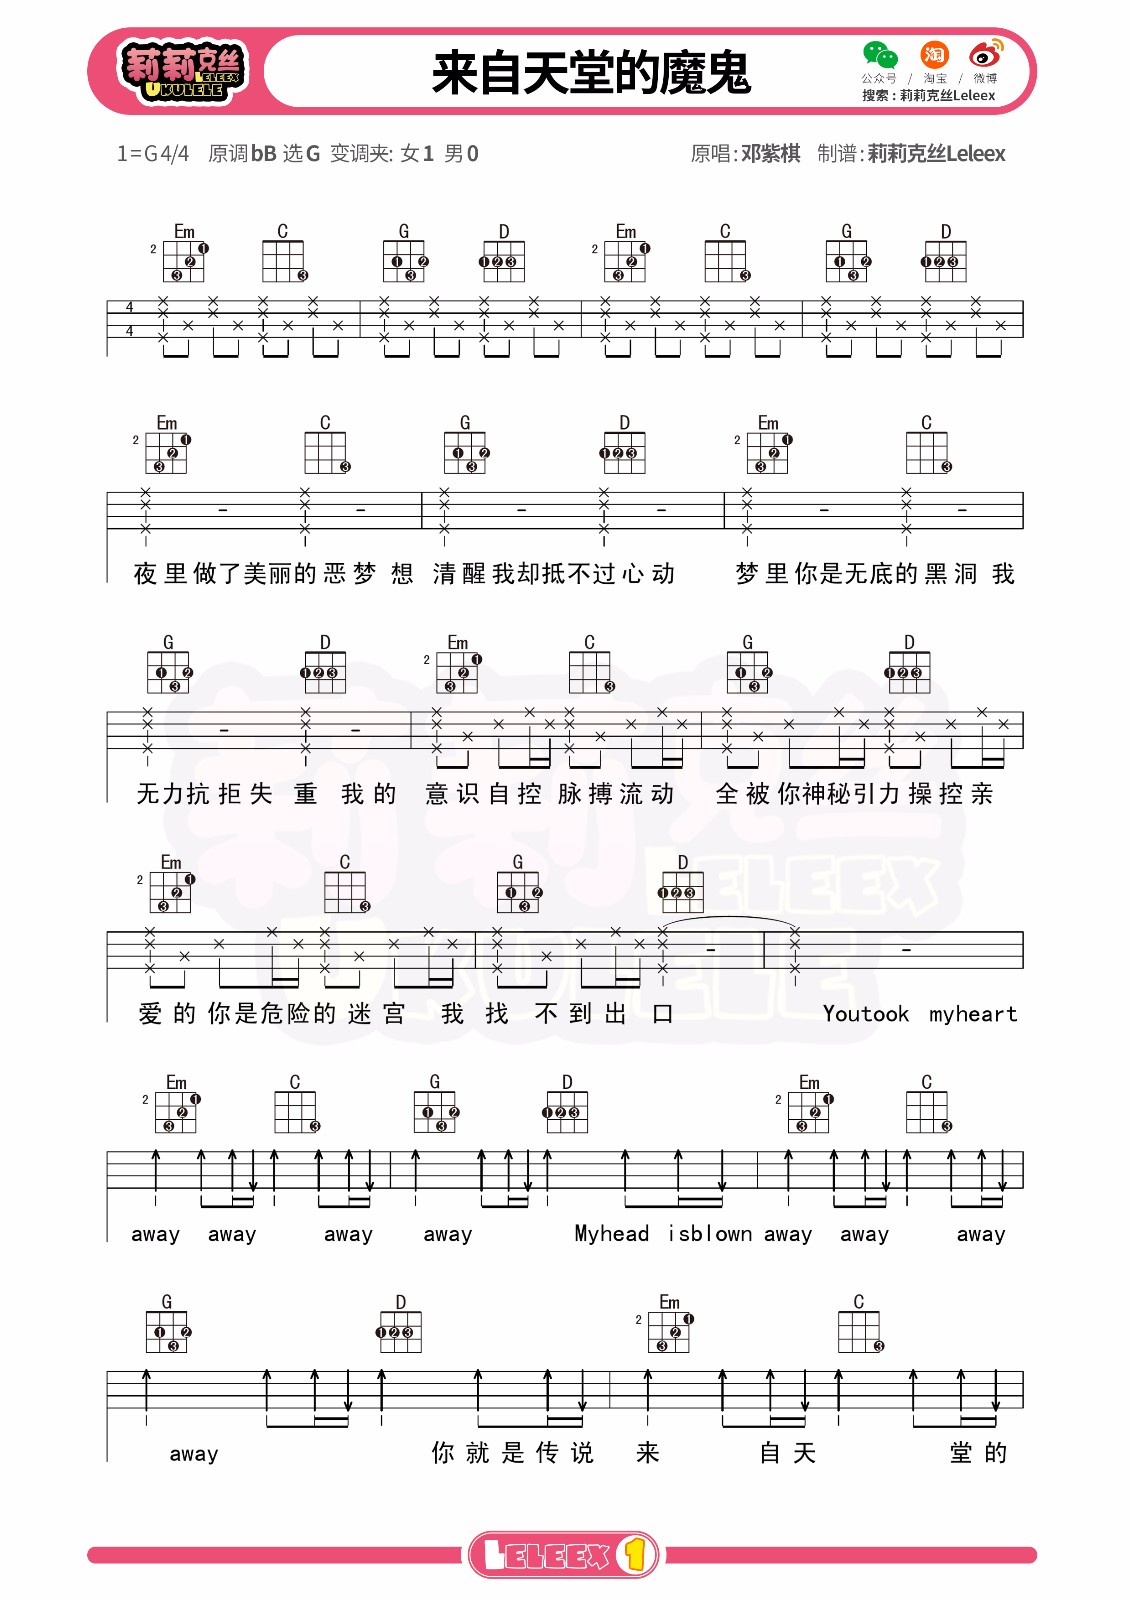 莉莉克丝 LELEEX UKULELE
来自天堂的魔鬼
公众号 / 淘宝 / 微博
搜索：莉莉克丝Leleex
1=G 4/4 原调bB 选G 变调夹: 女1 男0
原唱：邓紫棋 制谱：莉莉克丝Leleex
Em C G D Em C G D
Em C G D Em C
夜里做了美丽的恶梦 想 清醒我却抵不过心动 梦里你是无底的黑洞 我
G D Em C G D
无力抗拒失 重 我的 意识自控 脉搏流动 全被你神秘引力操控亲
Em C G D
爱的你是危险的迷宫 我 找 不到出 口 Youtook myheart
Em C G D Em C
away away away away Myhead isblown away away away
G D Em C
away 你就是传说 来 自天 堂的
LELEEX 1